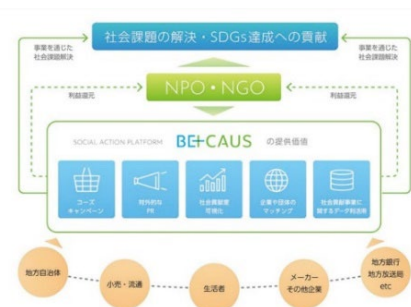 社会課題の解決・SDGs達成への貢献
事業を通じた
社会課題解決
事業を通じた
社会課題解決
NPO・NGO
利益還元
利益還元
SOCIAL ACTION PLATFORM BE+CAUS の提供価値
コーズ
キャンペーン
対外的な
PR
社会貢献度
可視化
企業や団体の
マッチング
社会貢献事業に
関するデータ利活用
地方自治体
小売・流通
生活者
メーカー
その他企業
地方銀行
地方放送局
etc